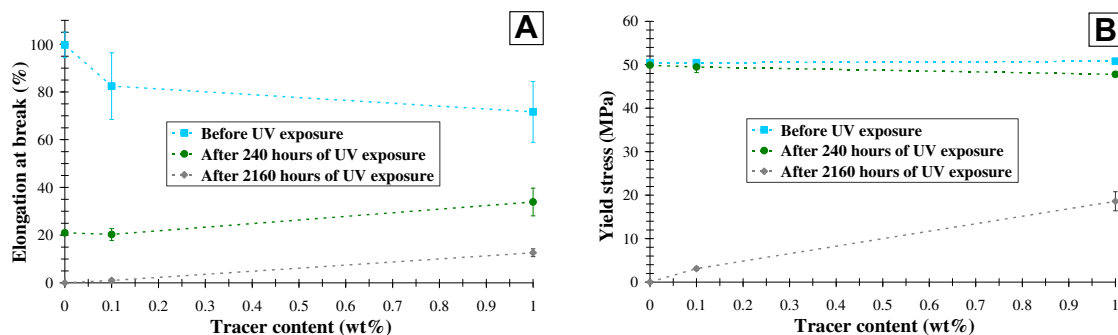 A
Elongation at break (%)
100
80
60
40
20
0
Before UV exposure
After 240 hours of UV exposure
After 2160 hours of UV exposure
0 0.1 0.2 0.3 0.4 0.5 0.6 0.7 0.8 0.9 1
Tracer content (wt%)
B
Yield stress (MPa)
60
50
40
30
20
10
0
Before UV exposure
After 240 hours of UV exposure
After 2160 hours of UV exposure
0 0.1 0.2 0.3 0.4 0.5 0.6 0.7 0.8 0.9 1
Tracer content (wt%)